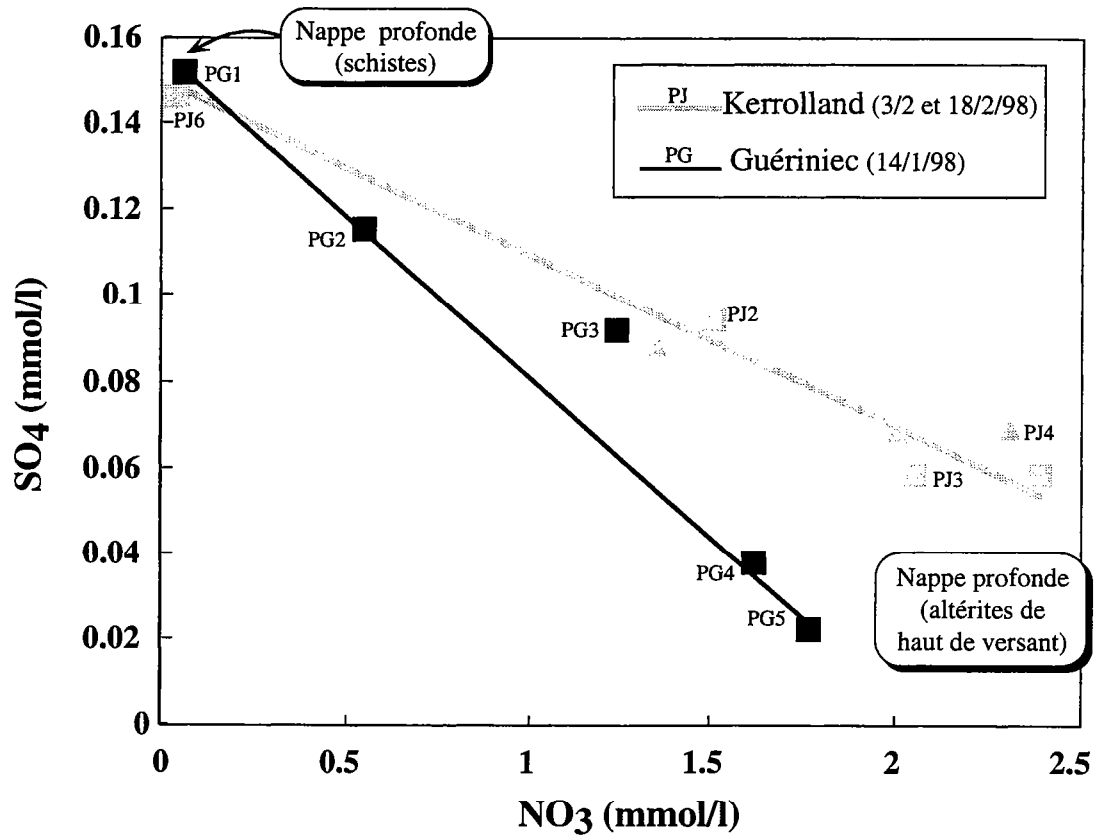 0.16
0.14
0.12
0.1
0.08
0.06
0.04
0.02
0
SO4 (mmol/l)
0
0.5
1
1.5
2
2.5
NO3 (mmol/l)
Nappe profonde
(schistes)
PJ Kerrolland (3/2 et 18/2/98)
PG Guériniec (14/1/98)
PG1
PJ6
PG2
PG3
PJ2
PJ4
PJ3
PG4
PG5
Nappe profonde
(altérites de
haut de versant)